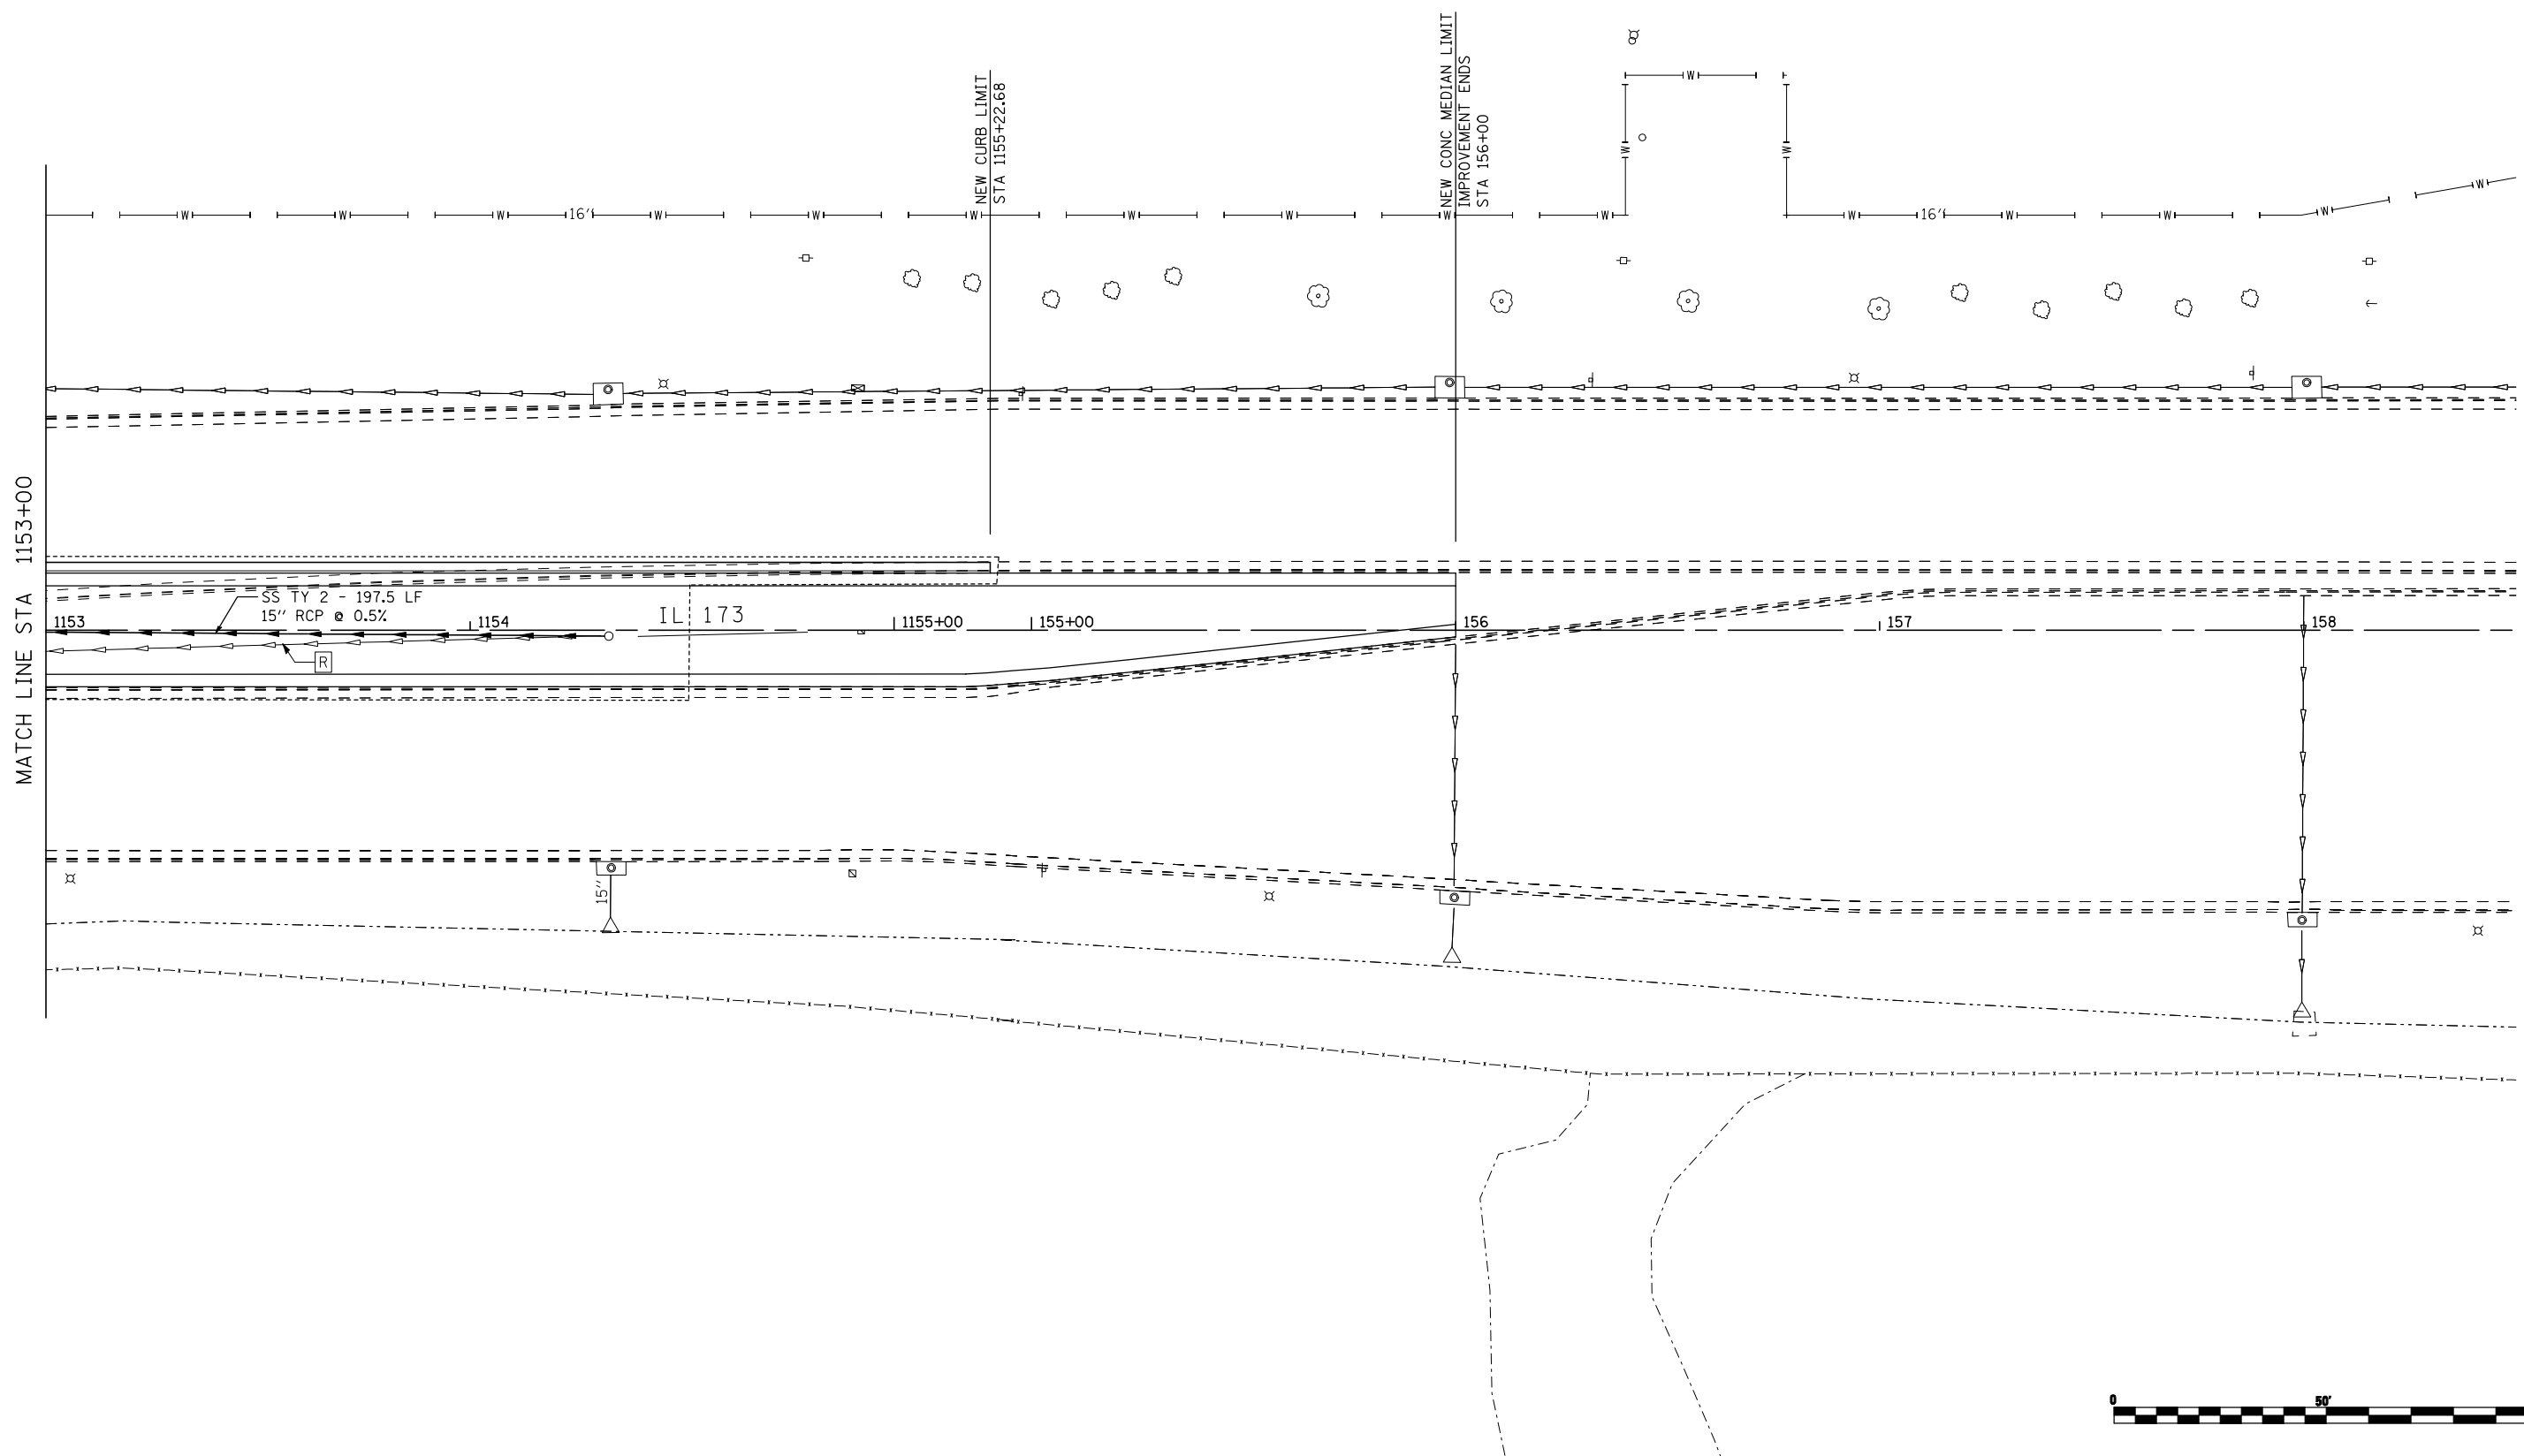 NEW CURB LIMIT
STA 1155+22.68
NEW CONC MEDIAN LIMIT
IMPROVEMENT ENDS
STA 156+00
W
W
W
W
W
16''
W
W
W
W
W
W
W
W
W
16''
W
W
W
W
MATCH LINE STA 1153+00
SS TY 2 - 197.5 LF
15'' RCP @ 0.5%
IL 173
1153
1154
1155+00
155+00
156
157
158
R
15''
0
50'